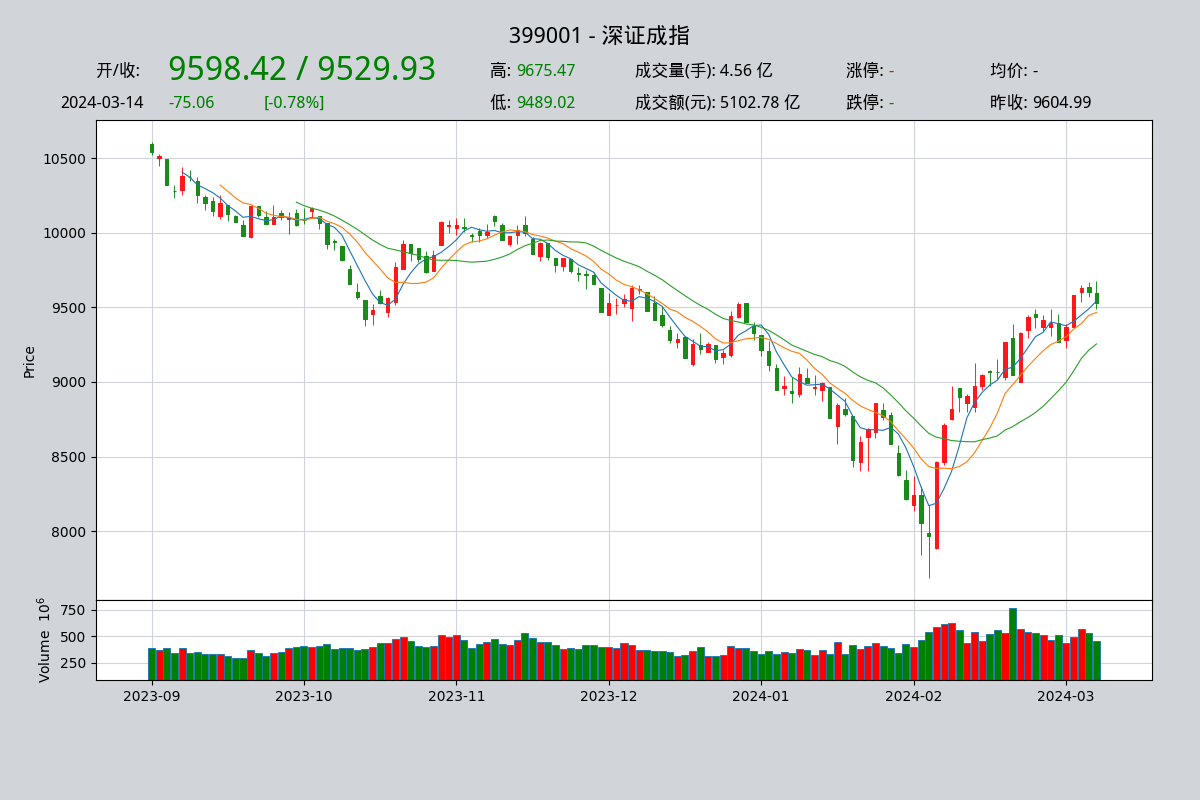 399001 - 深证成指
开/收: 9598.42 / 9529.93 高: 9675.47 成交量(手): 4.56 亿 涨停: - 均价: -
2024-03-14 -75.06 [-0.78%] 低: 9489.02 成交额(元): 5102.78 亿 跌停: - 昨收: 9604.99
Price
10500
10000
9500
9000
8500
8000
Volume 10^6
750
500
250
2023-09 2023-10 2023-11 2023-12 2024-01 2024-02 2024-03